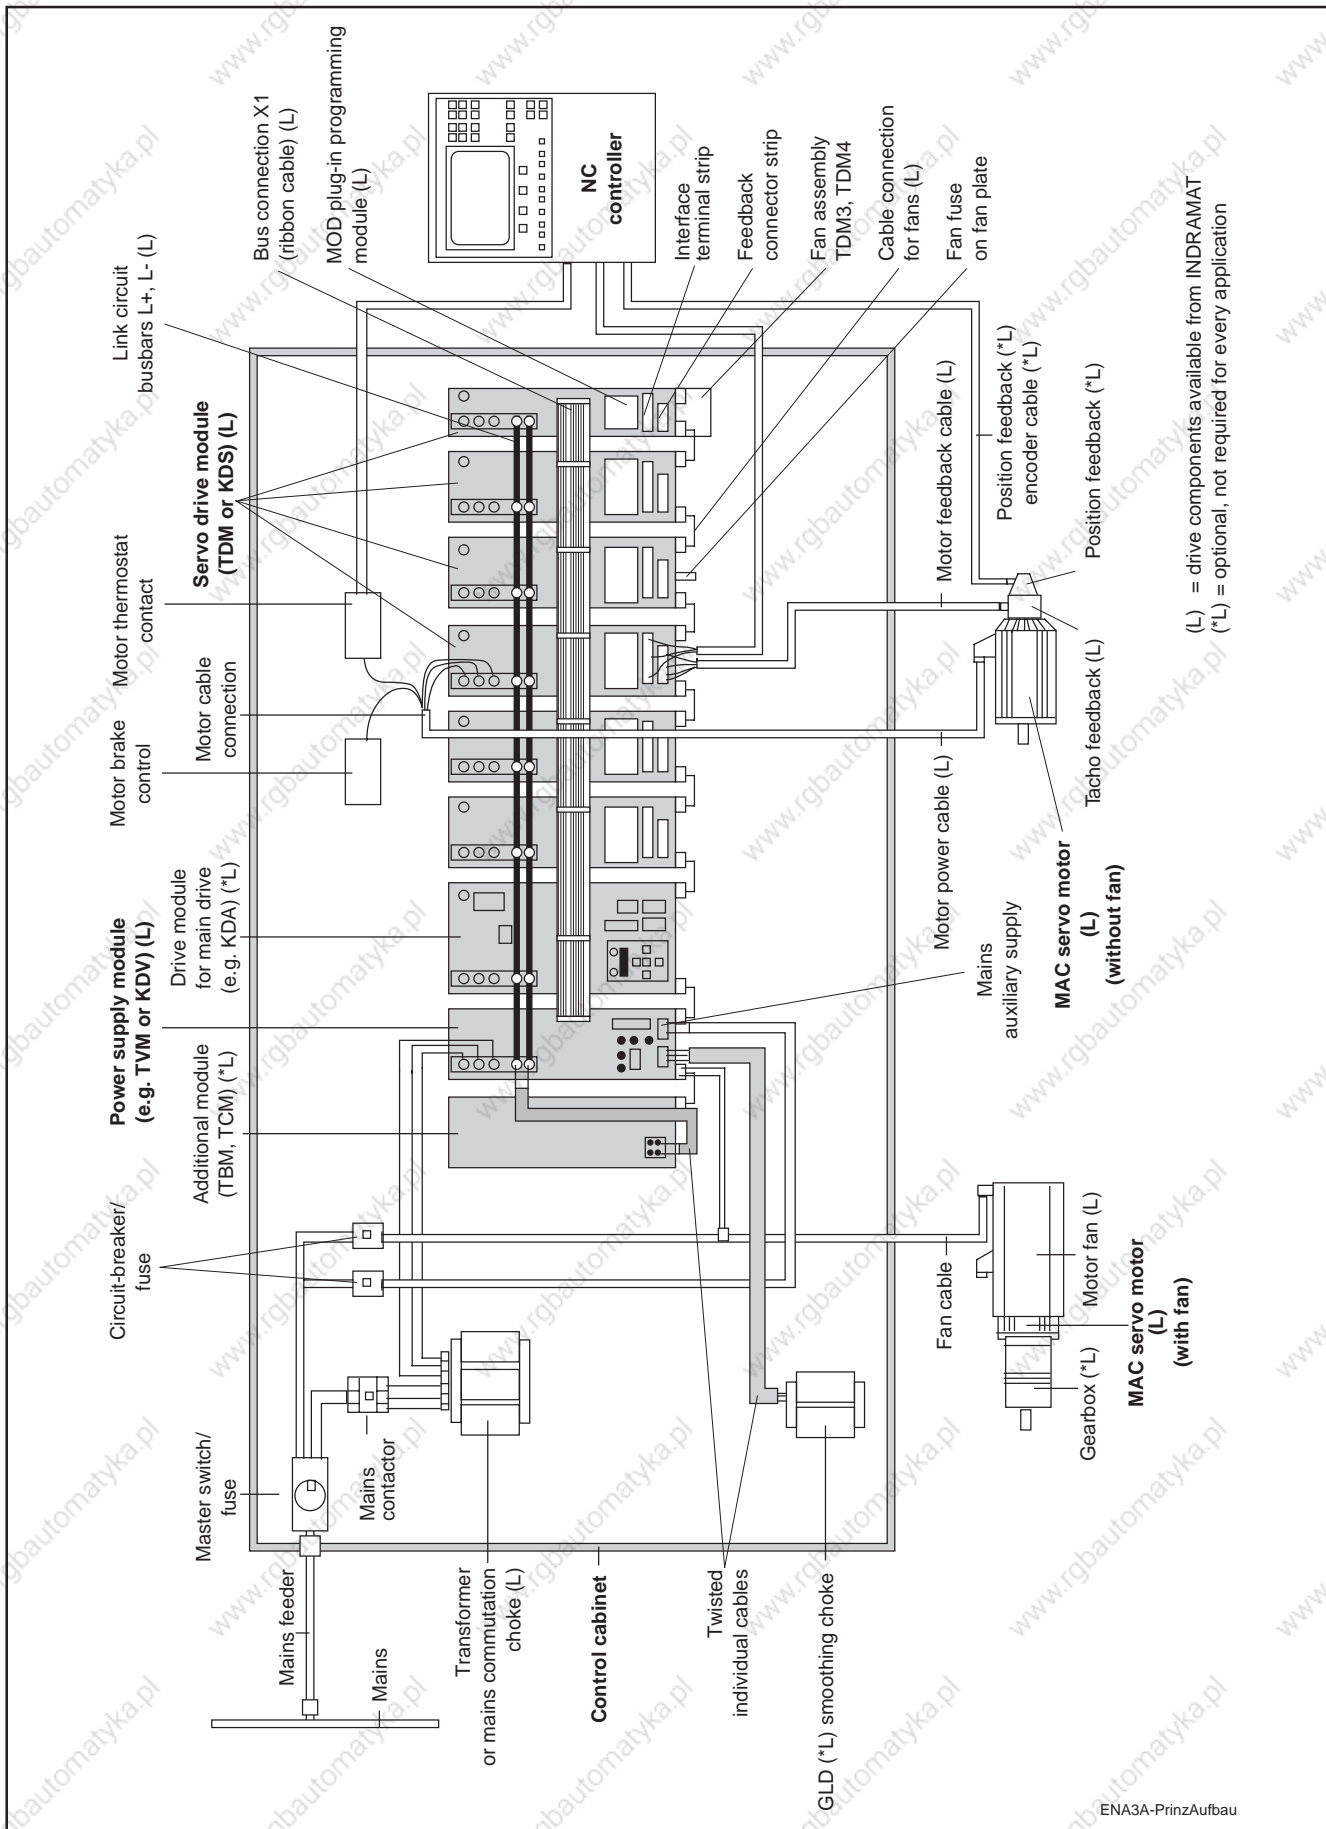 Mains
Mains feeder
Master switch/
fuse
Circuit-breaker/
fuse
Additional module
(TBM, TCM) (*L)
Power supply module
(e.g. TVM or KDV) (L)
Drive module
for main drive
(e.g. KDA) (*L)
Motor brake
control
Motor cable
connection
Motor thermostat
contact
Servo drive module
(TDM or KDS) (L)
Link circuit
busbars L+, L- (L)
Bus connection X1
(ribbon cable) (L)
MOD plug-in programming
module (L)
NC
controller
Interface
terminal strip
Feedback
connector strip
Fan assembly
TDM3, TDM4
Cable connection
for fans (L)
Fan fuse
on fan plate
Mains
contactor
Transformer
or mains commutation
choke (L)
Control cabinet
Twisted
individual cables
GLD (*L) smoothing choke
Fan cable
Motor power cable (L)
Motor feedback cable (L)
Mains
auxiliary supply
Position feedback (*L)
encoder cable (*L)
Position feedback (*L)
Tacho feedback (L)
MAC servo motor
(L)
(without fan)
Motor fan (L)
Gearbox (*L)
MAC servo motor
(L)
(with fan)
(L) = drive components available from INDRAMAT
(*L) = optional, not required for every application
ENA3A-PrinzAufbau
www.rgbautomatyka.pl